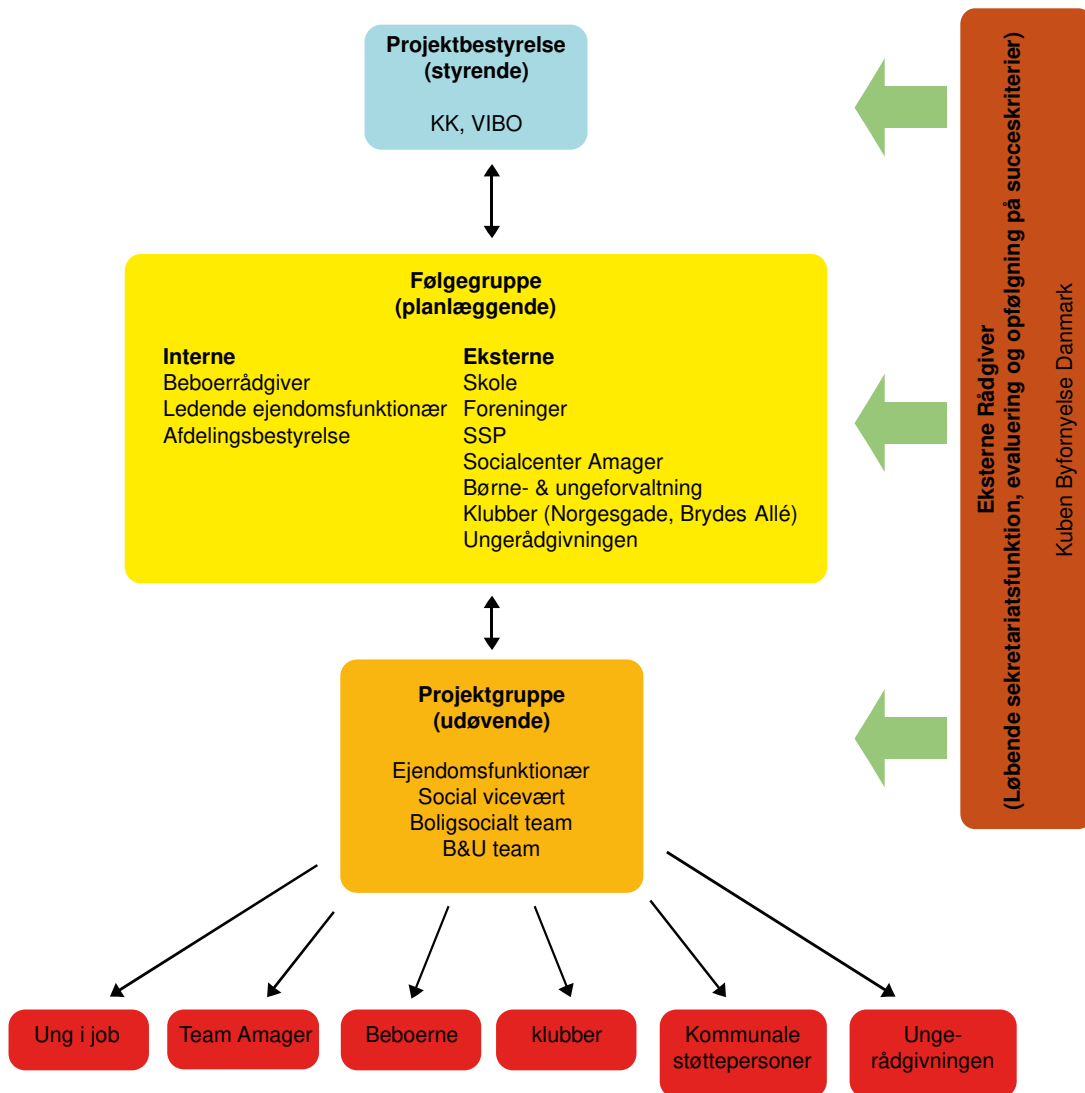 Projektbestyrelse
(styrende)
KK, VIBO
Følgegruppe
(planlæggende)
Interne
Beboerrådgiver
Ledende ejendomsfunktionær
Afdelingsbestyrelse
Eksterne
Skole
Foreninger
SSP
Socialcenter Amager
Børne- & ungeforvaltning
Klubber (Norgesgade, Brydes Allé)
Ungerådgivningen
Projektgruppe
(udøvende)
Ejendomsfunktionær
Social vicevært
Boligsocialt team
B&U team
Ung i job
Team Amager
Beboerne
klubber
Kommunale
støttepersoner
Unge-
rådgivningen
Eksterne Rådgiver
(Løbende sekretariatsfunktion, evaluering og opfølgning på succeskriterier)
Kuben Byfornyelse Danmark